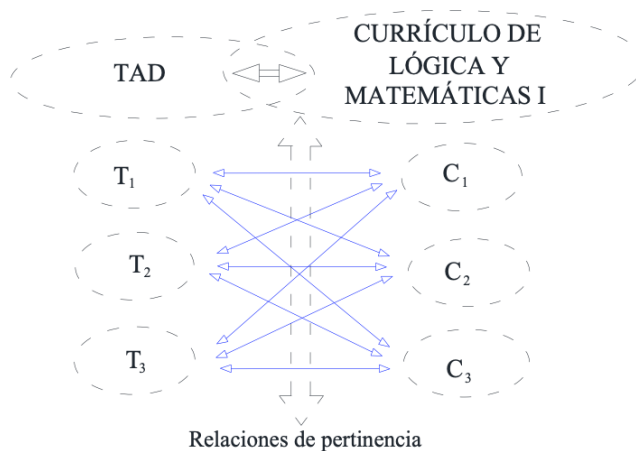 TAD
CURRÍCULO DE
LÓGICA Y
MATEMÁTICAS I
T₁
C₁
T₂
C₂
T₃
C₃
Relaciones de pertinencia